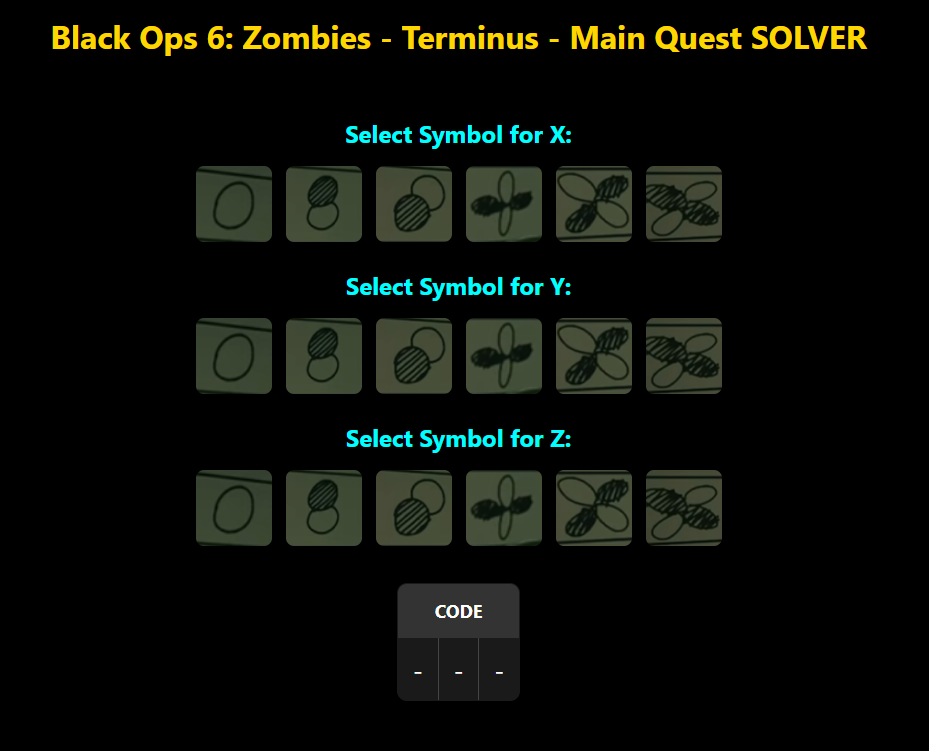 Black Ops 6: Zombies - Terminus - Main Quest SOLVER
Select Symbol for X:
Select Symbol for Y:
Select Symbol for Z:
CODE
- - -